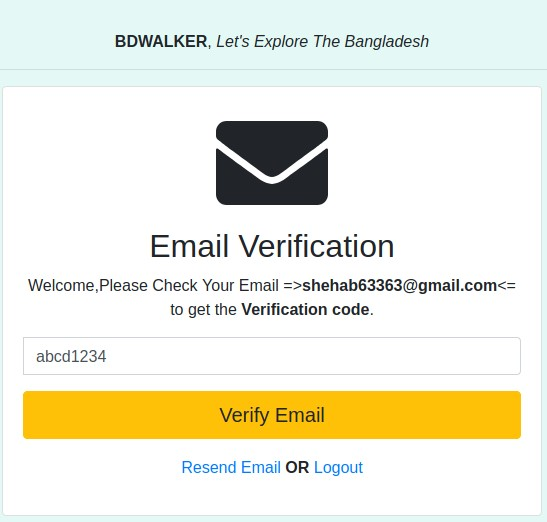 BDWALKER, Let's Explore The Bangladesh
Email Verification
Welcome,Please Check Your Email =>shehab63363@gmail.com<=
to get the Verification code.
abcd1234
Verify Email
Resend Email OR Logout